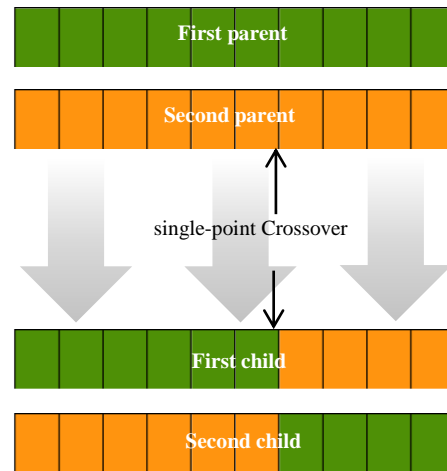 First parent
Second parent
single-point Crossover
First child
Second child